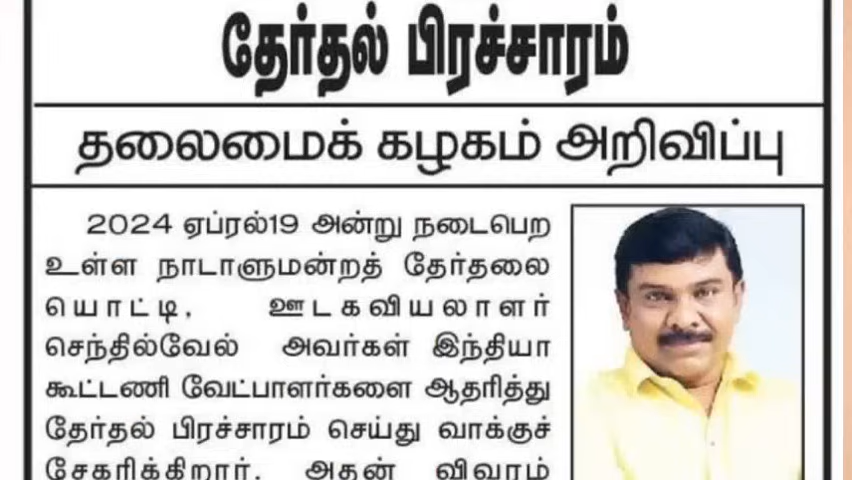 தேர்தல் பிரச்சாரம்
தலைமைக் கழகம் அறிவிப்பு
2024 ஏப்ரல்19 அன்று நடைபெற
உள்ள நாடாளுமன்றத் தேர்தலை
யொட்டி, ஊடகவியலாளர்
செந்தில்வேல் அவர்கள் இந்தியா
கூட்டணி வேட்பாளர்களை ஆதரித்து
தேர்தல் பிரச்சாரம் செய்து வாக்குச்
சேகரிக்கிறார். அதன் விவரம்